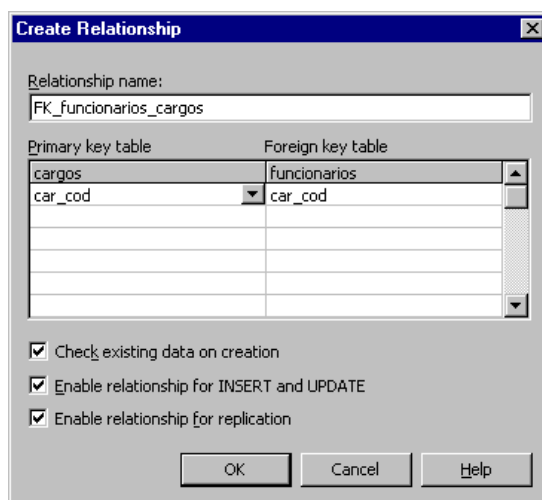 Create Relationship
Relationship name:
FK_funcionarios_cargos
Primary key table Foreign key table
cargos funcionarios
car_cod car_cod
Check existing data on creation
Enable relationship for INSERT and UPDATE
Enable relationship for replication
OK Cancel Help